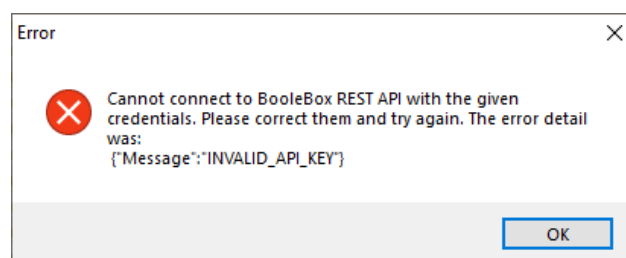 Error
Cannot connect to BooleBox REST API with the given
credentials. Please correct them and try again. The error detail
was:
{"Message":"INVALID_API_KEY"}
OK